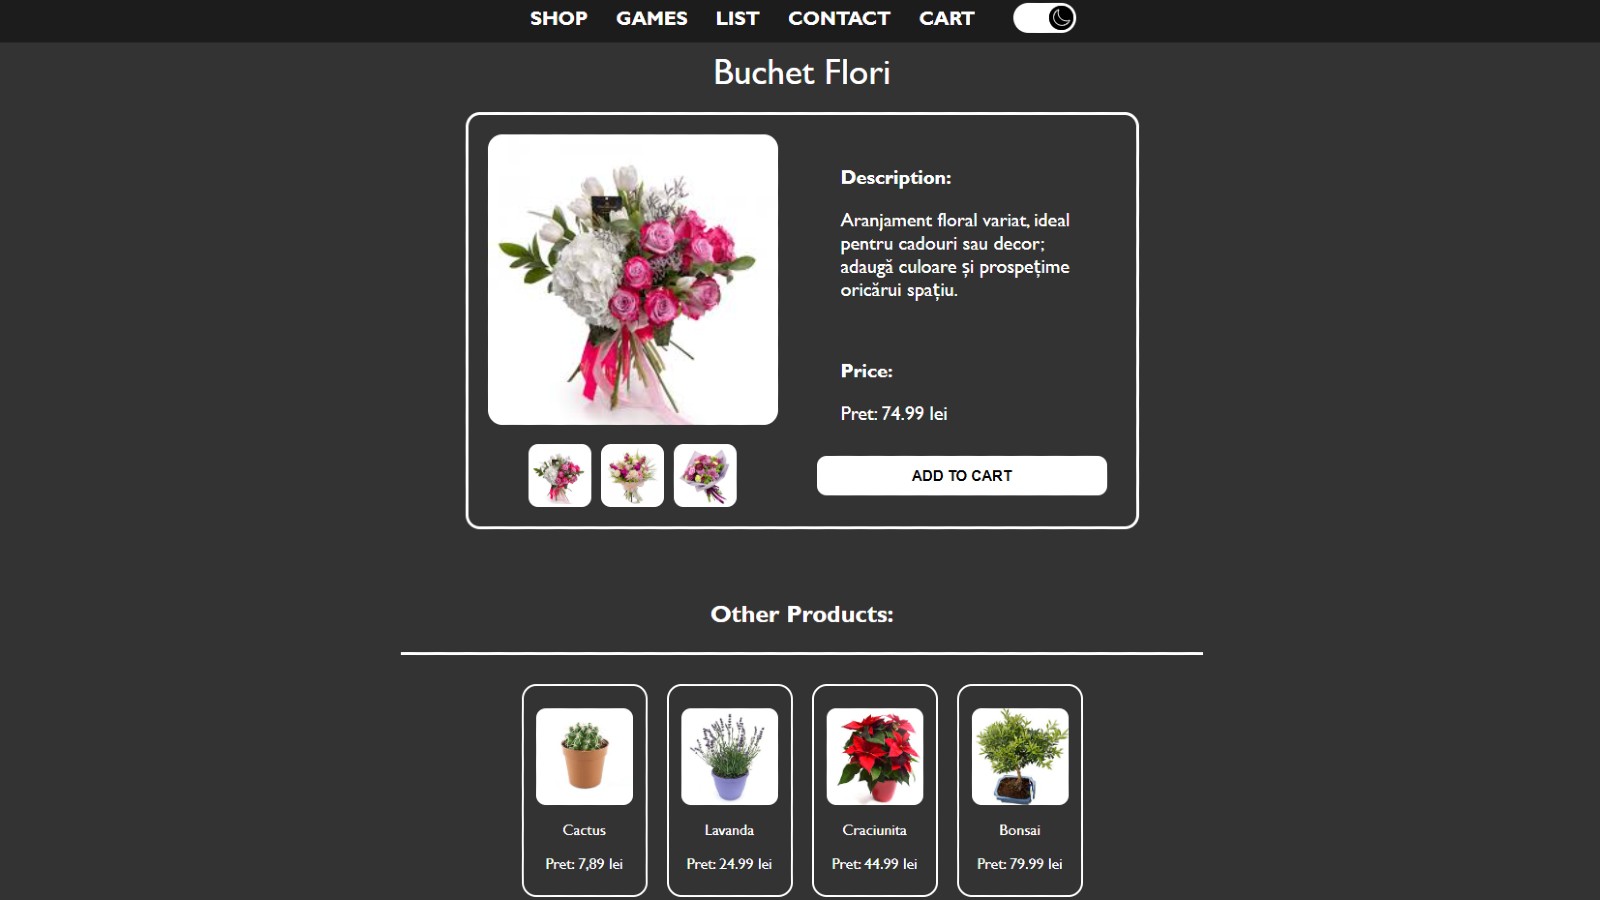 SHOP GAMES LIST CONTACT CART
Buchet Flori
Description:
Aranjament floral variat, ideal
pentru cadouri sau decor;
adaugă culoare și prospețime
oricărui spațiu.
Price:
Pret: 74.99 lei
ADD TO CART
Other Products:
Cactus
Pret: 7,89 lei
Lavanda
Pret: 24.99 lei
Craciunita
Pret: 44.99 lei
Bonsai
Pret: 79.99 lei